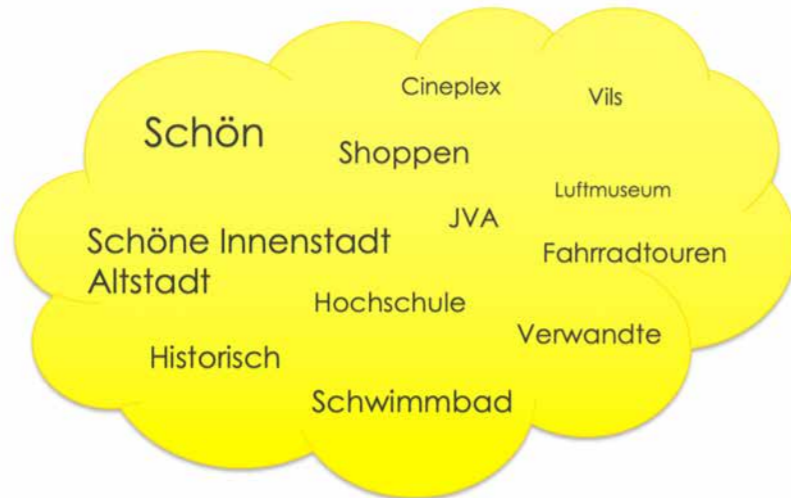 Cineplex
Vils
Schön
Shoppen
Luftmuseum
JVA
Schöne Innenstadt
Altstadt
Fahrradtouren
Hochschule
Verwandte
Historisch
Schwimmbad